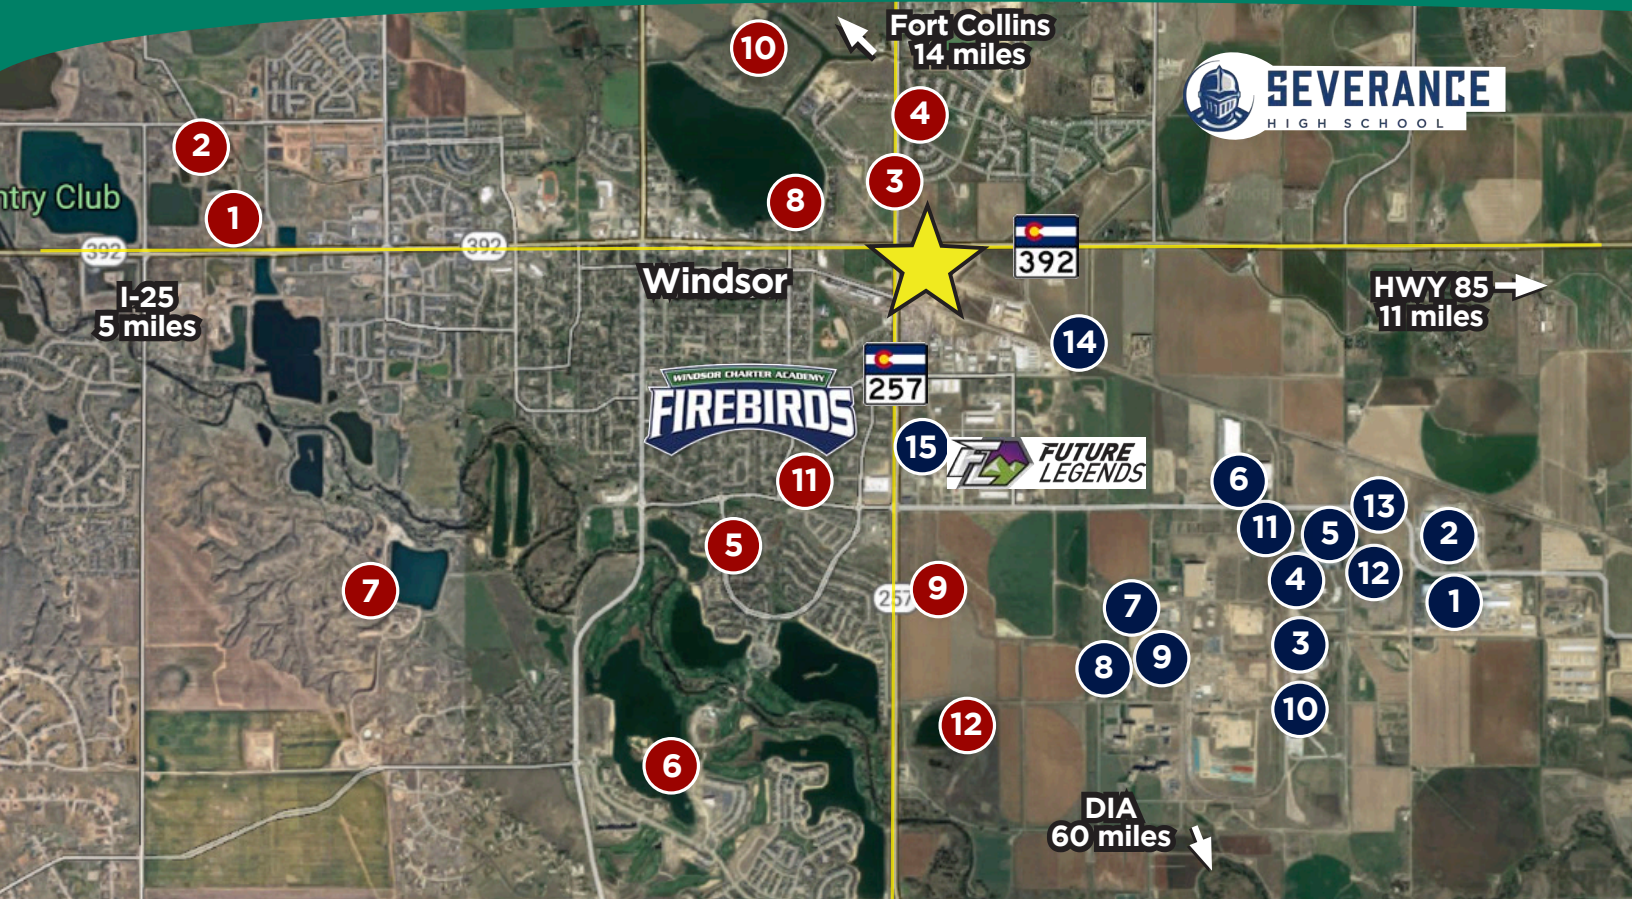 10
Fort Collins
14 miles
SEVERANCE
HIGH SCHOOL
4
2
3
ntry Club
8
1
392
392
392
Windsor
I-25
5 miles
HWY 85
11 miles
14
257
WINDSOR CHARTER ACADEMY
FIREBIRDS
15
FUTURE
LEGENDS
FL
11
6
13
11
5
2
5
4
12
7
257
9
7
1
8
9
3
10
12
6
DIA
60 miles